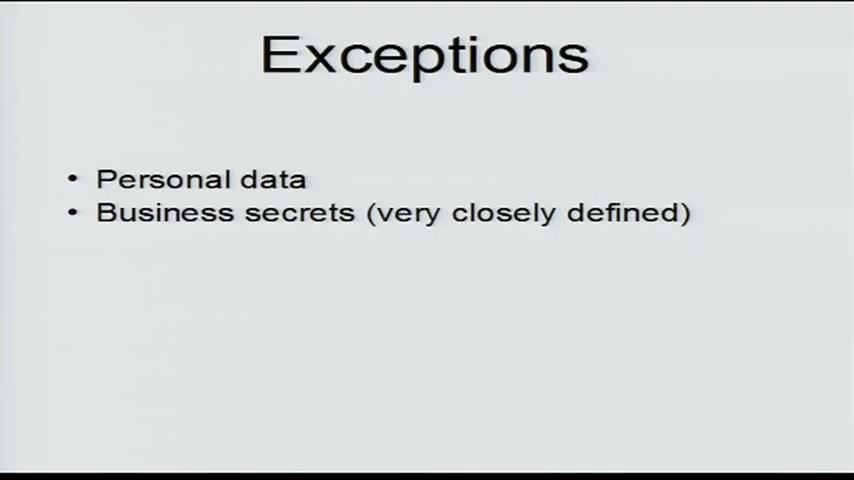 Exceptions
• Personal data
• Business secrets (very closely defined)